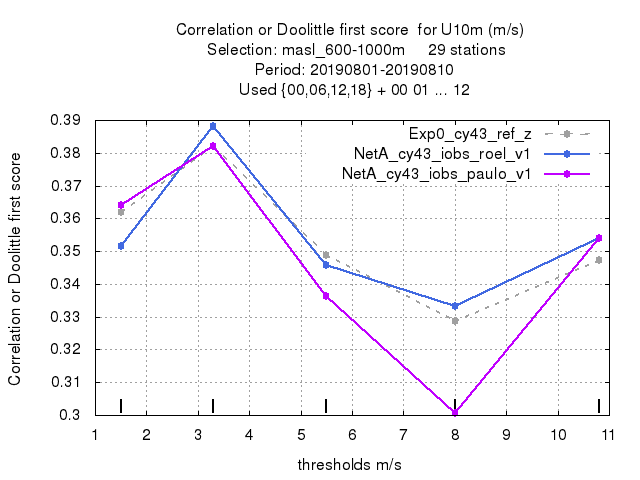 Correlation or Doolittle first score  for U10m (m/s)
Selection: masl_600-1000m     29 stations
Period: 20190801-20190810
Used {00,06,12,18} + 00 01 ... 12
Correlation or Doolittle first score
0.39
0.38
0.37
0.36
0.35
0.34
0.33
0.32
0.31
0.3
Exp0_cy43_ref_z
NetA_cy43_iobs_roel_v1
NetA_cy43_iobs_paulo_v1
1 2 3 4 5 6 7 8 9 10 11
thresholds m/s